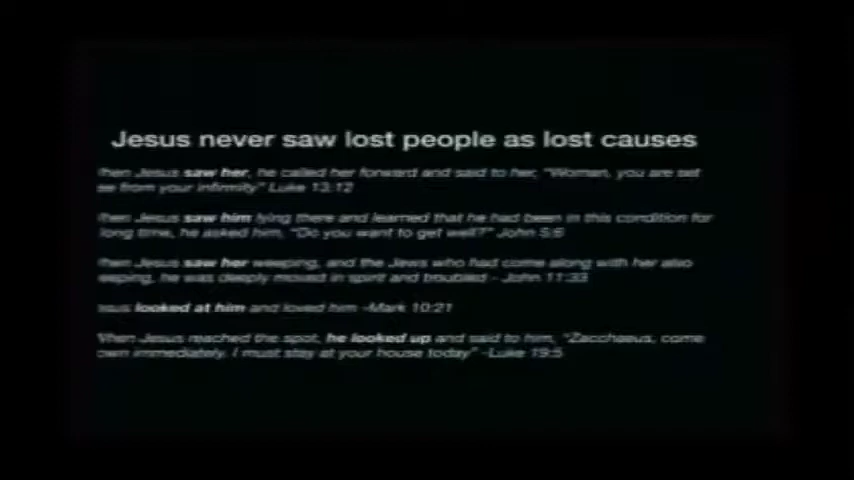 Jesus never saw lost people as lost causes
hen Jesus saw her, he called her forward and said to her, "Woman, you are set
ee from your infirmity" Luke 13:12
hen Jesus saw him lying there and learned that he had been in this condition for
long time, he asked him, "Do you want to get well?" John 5:6
hen Jesus saw her weeping, and the Jews who had come along with her also
eeping, he was deeply moved in spirit and troubled - John 11:33
esus looked at him and loved him -Mark 10:21
When Jesus reached the spot, he looked up and said to him, "Zacchaeus, come
own immediately. I must stay at your house today" -Luke 19:5